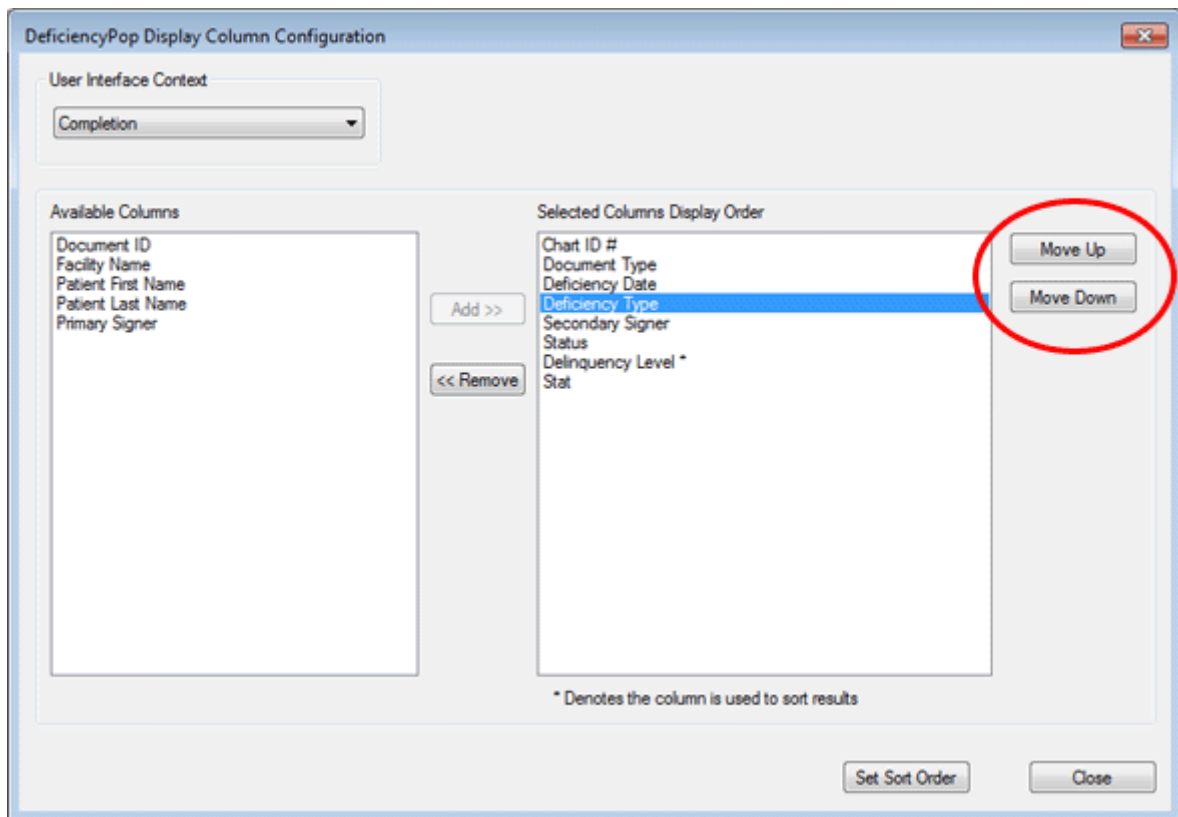 DeficiencyPop Display Column Configuration
User Interface Context
Completion
Available Columns
Document ID
Facility Name
Patient First Name
Patient Last Name
Primary Signer
Add >>
<< Remove
Selected Columns Display Order
Chart ID #
Document Type
Deficiency Date
Deficiency Type
Secondary Signer
Status
Delinquency Level *
Stat
Move Up
Move Down
* Denotes the column is used to sort results
Set Sort Order
Close